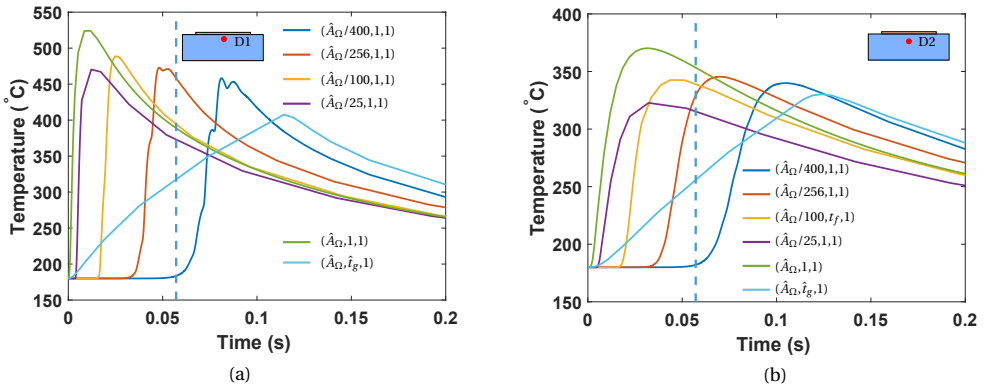 D1
(Â_Ω/400,1,1)
(Â_Ω/256,1,1)
(Â_Ω/100,1,1)
(Â_Ω/25,1,1)
(Â_Ω,1,1)
(Â_Ω,t̂_g,1)
Temperature (°C)
550
500
450
400
350
300
250
200
150
0 0.05 0.1 0.15 0.2
Time (s)
(a)
D2
(Â_Ω/400,1,1)
(Â_Ω/256,1,1)
(Â_Ω/100,t_f,1)
(Â_Ω/25,1,1)
(Â_Ω,1,1)
(Â_Ω,t̂_g,1)
Temperature (°C)
400
350
300
250
200
150
0 0.05 0.1 0.15 0.2
Time (s)
(b)